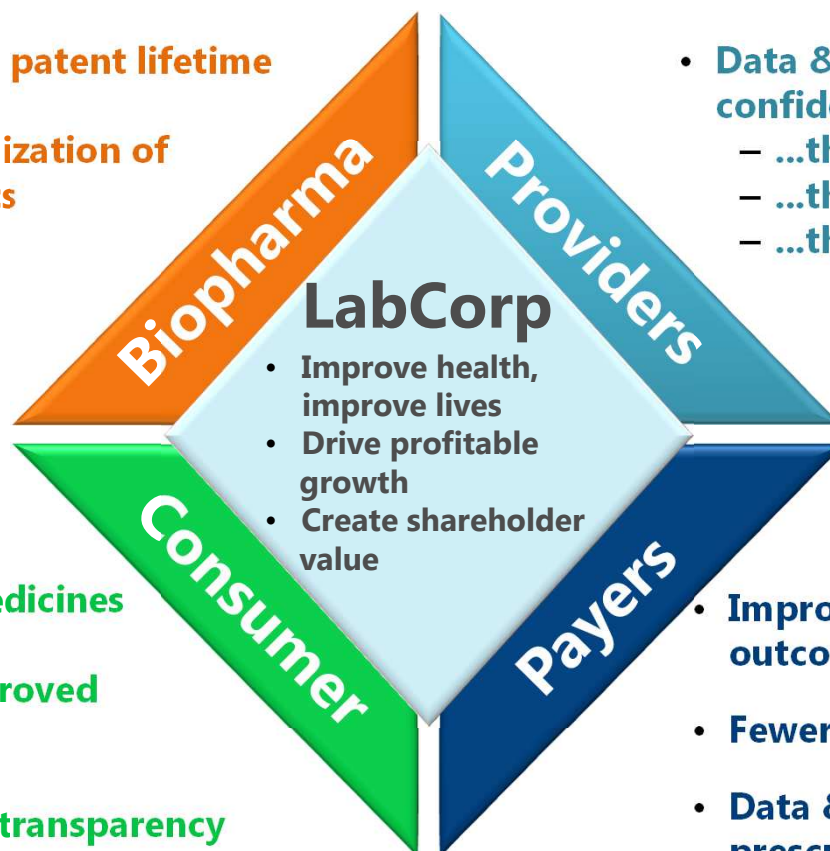 patent lifetime
ization of
Biopharma
Providers
• Data &
– ...th
– ...th
– ...th
LabCorp
• Improve health,
improve lives
• Drive profitable
growth
• Create shareholder
value
Consumer
Payers
edicines
roved
transparency
• Impro
outco
• Fewer
• Data &